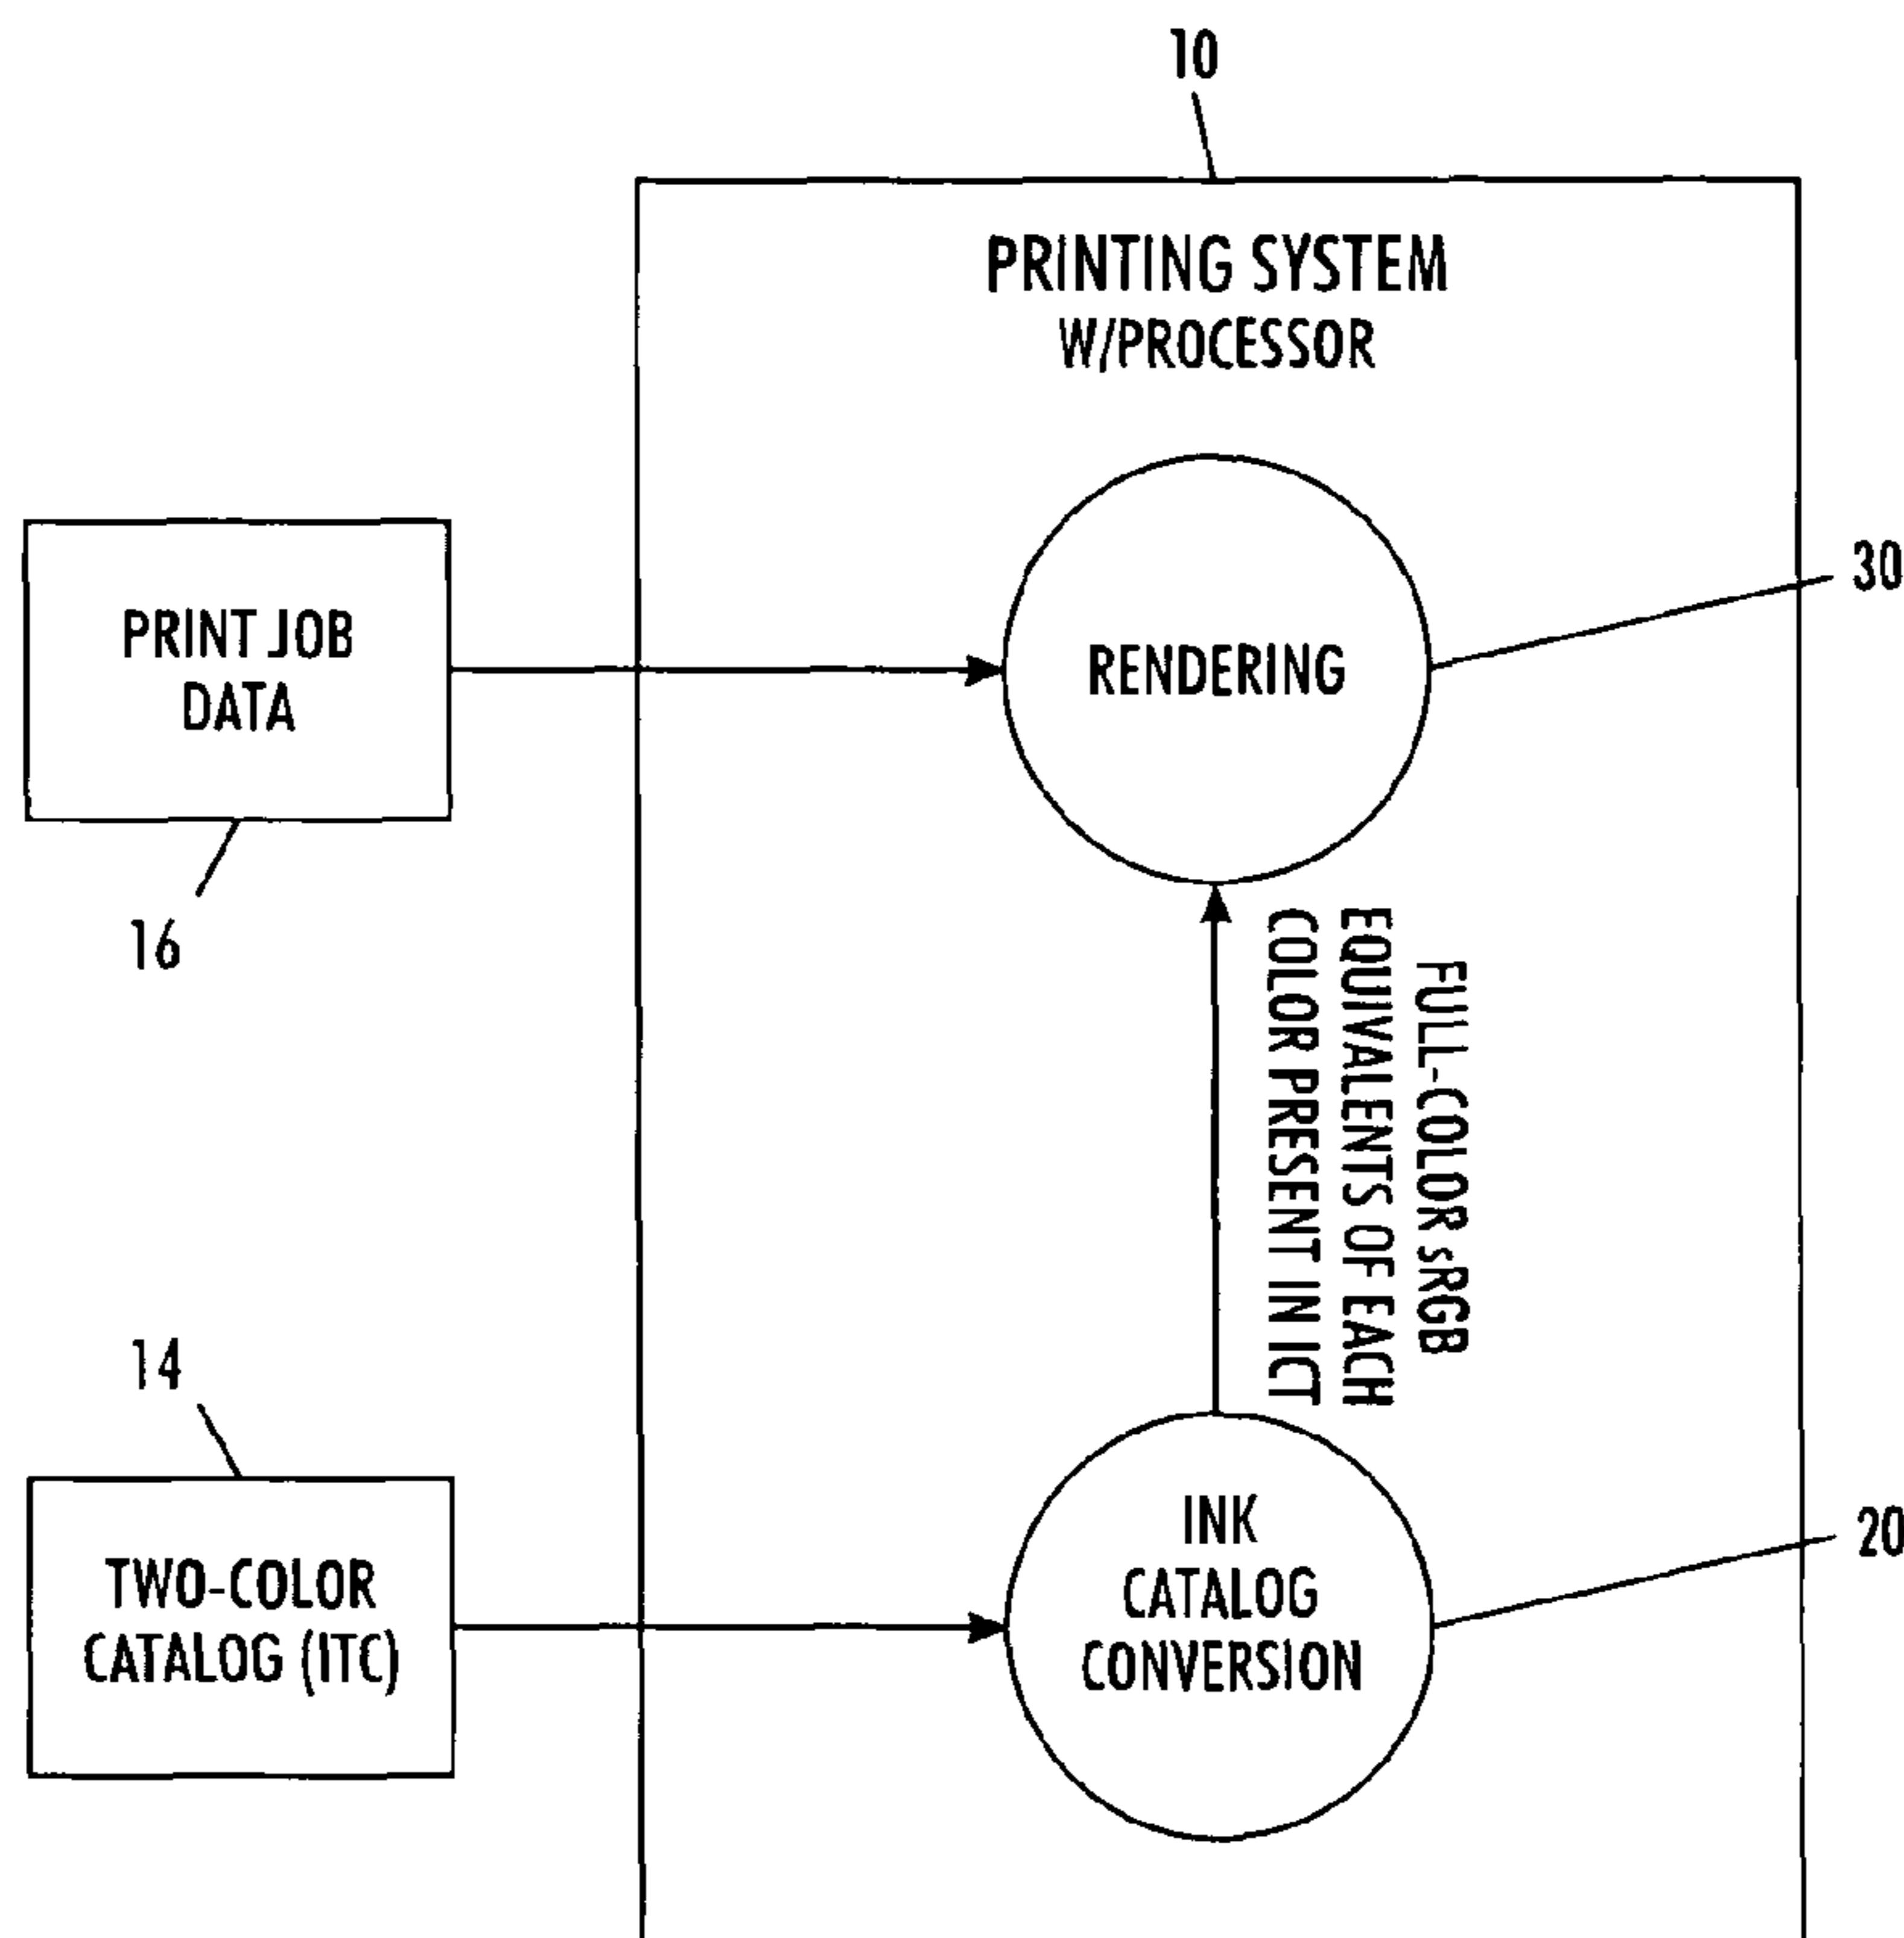 10
PRINTING SYSTEM
W/PROCESSOR
PRINT JOB
DATA
16
RENDERING
30
FULL-COLOR sRGB
EQUIVALENTS OF EACH
COLOR PRESENT IN ICT
14
TWO-COLOR
CATALOG (ITC)
INK
CATALOG
CONVERSION
20